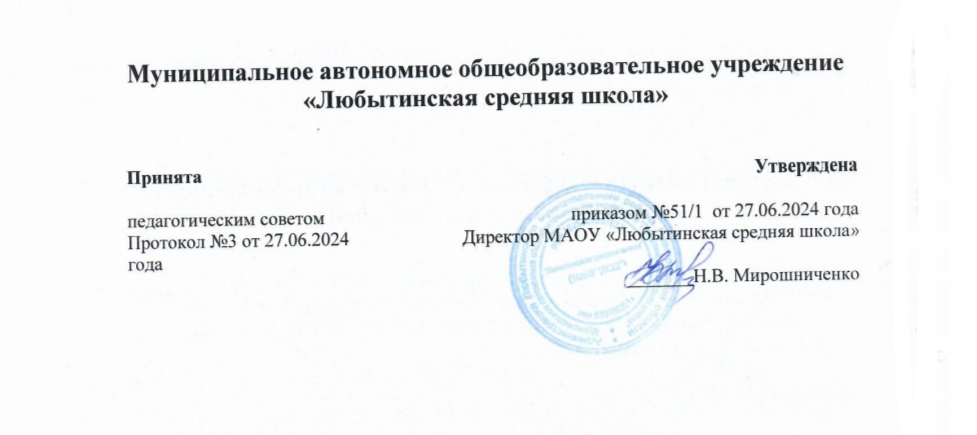 Муниципальное автономное общеобразовательное учреждение
«Любытинская средняя школа»
Принята
педагогическим советом
Протокол №3 от 27.06.2024
года
Утверждена
приказом №51/1 от 27.06.2024 года
Директор МАОУ «Любытинская средняя школа»
Н.В. Мирошниченко